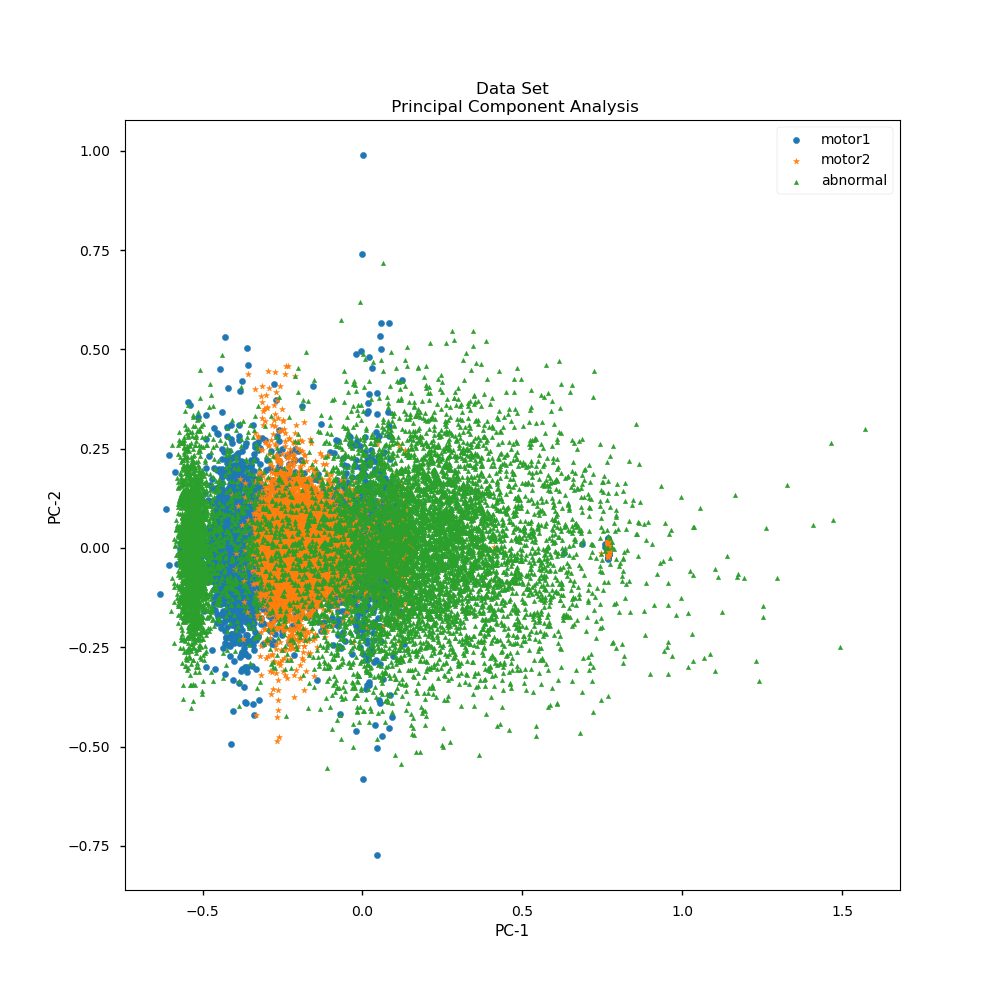 Data Set
Principal Component Analysis
motor1
motor2
abnormal
1.00
0.75
0.50
0.25
0.00
−0.25
−0.50
−0.75
PC-2
−0.5
0.0
0.5
1.0
1.5
PC-1